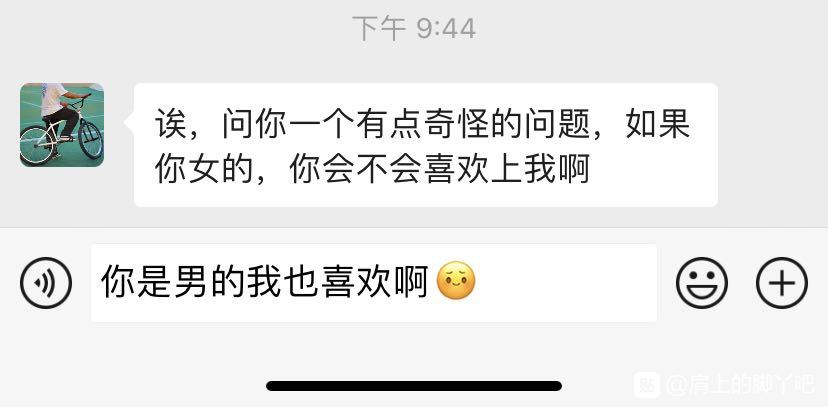 下午 9:44
诶，问你一个有点奇怪的问题，如果
你女的，你会不会喜欢上我啊
你是男的我也喜欢啊🥹
贴 @肩上的脚丫吧